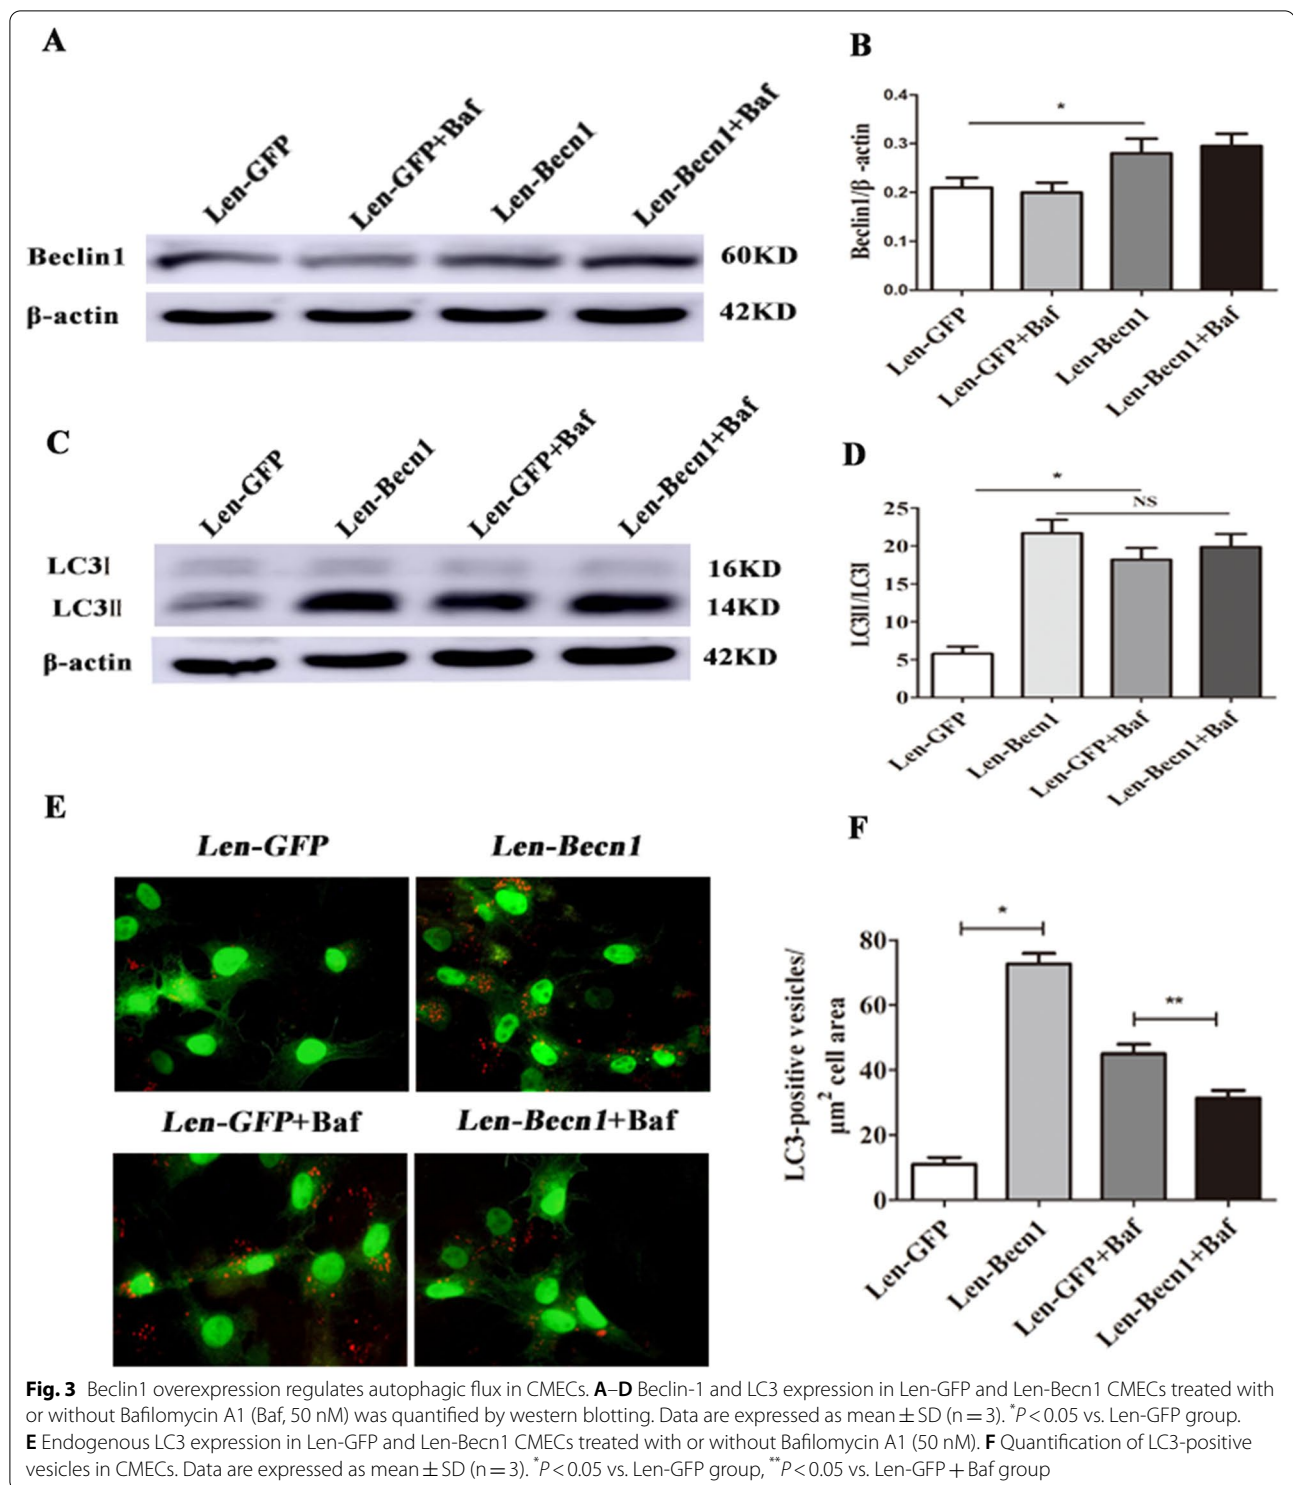 A
Len-GFP
Len-GFP+Baf
Len-Becn1
Len-Becn1+Baf
Beclin1
60KD
β-actin
42KD
B
Beclin1/β -actin
0.4
0.3
0.2
0.1
0.0
*
Len-GFP
Len-GFP+Baf
Len-Becn1
Len-Becn1+Baf
C
Len-GFP
Len-Becn1
Len-GFP+Baf
Len-Becn1+Baf
LC3I
16KD
LC3II
14KD
β-actin
42KD
D
LC3II/LC3I
25
20
15
10
5
0
*
NS
Len-GFP
Len-Becn1
Len-GFP+Baf
Len-Becn1+Baf
E
Len-GFP
Len-Becn1
Len-GFP+Baf
Len-Becn1+Baf
F
LC3-positive vesicles/
μm² cell area
80
60
40
20
0
*
**
Len-GFP
Len-Becn1
Len-GFP+Baf
Len-Becn1+Baf
Fig. 3 Beclin1 overexpression regulates autophagic flux in CMECs. A–D Beclin-1 and LC3 expression in Len-GFP and Len-Becn1 CMECs treated with
or without Bafilomycin A1 (Baf, 50 nM) was quantified by western blotting. Data are expressed as mean ± SD (n = 3). *P < 0.05 vs. Len-GFP group.
E Endogenous LC3 expression in Len-GFP and Len-Becn1 CMECs treated with or without Bafilomycin A1 (50 nM). F Quantification of LC3-positive
vesicles in CMECs. Data are expressed as mean ± SD (n = 3). *P < 0.05 vs. Len-GFP group, **P < 0.05 vs. Len-GFP + Baf group